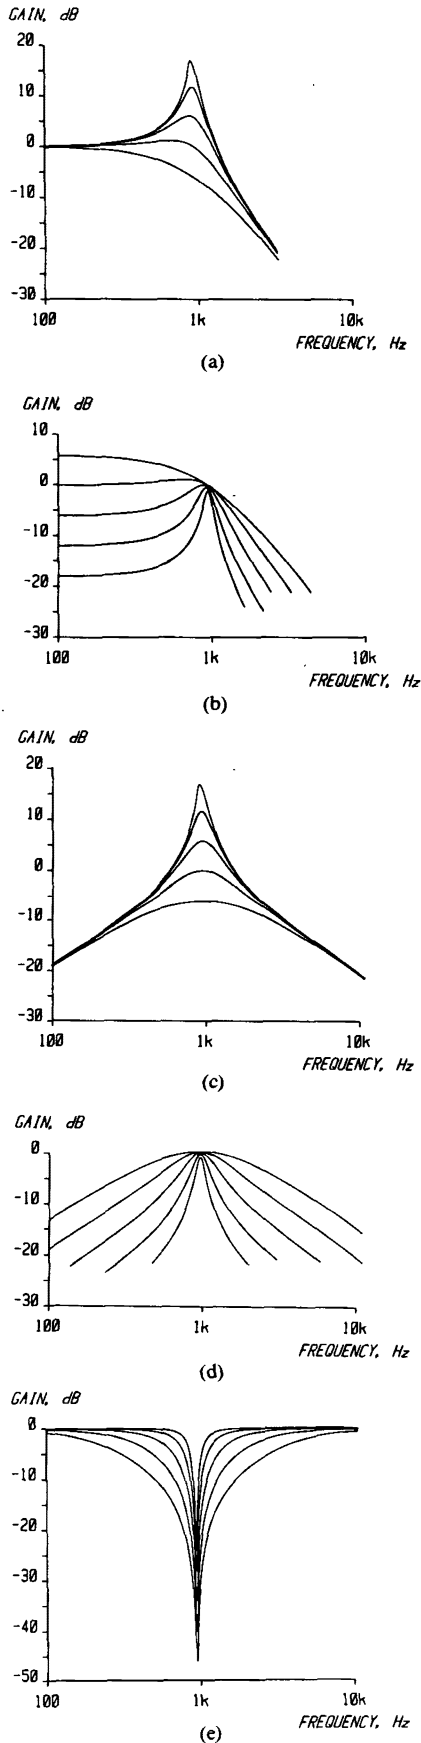 GAIN, dB
20
10
0
-10
-20
-30
100 1k 10k
FREQUENCY, Hz
(a)
GAIN, dB
10
0
-10
-20
-30
100 1k 10k
FREQUENCY, Hz
(b)
GAIN, dB
20
10
0
-10
-20
-30
100 1k 10k
FREQUENCY, Hz
(c)
GAIN, dB
0
-10
-20
-30
100 1k 10k
FREQUENCY, Hz
(d)
GAIN, dB
0
-10
-20
-30
-40
-50
100 1k 10k
FREQUENCY, Hz
(e)